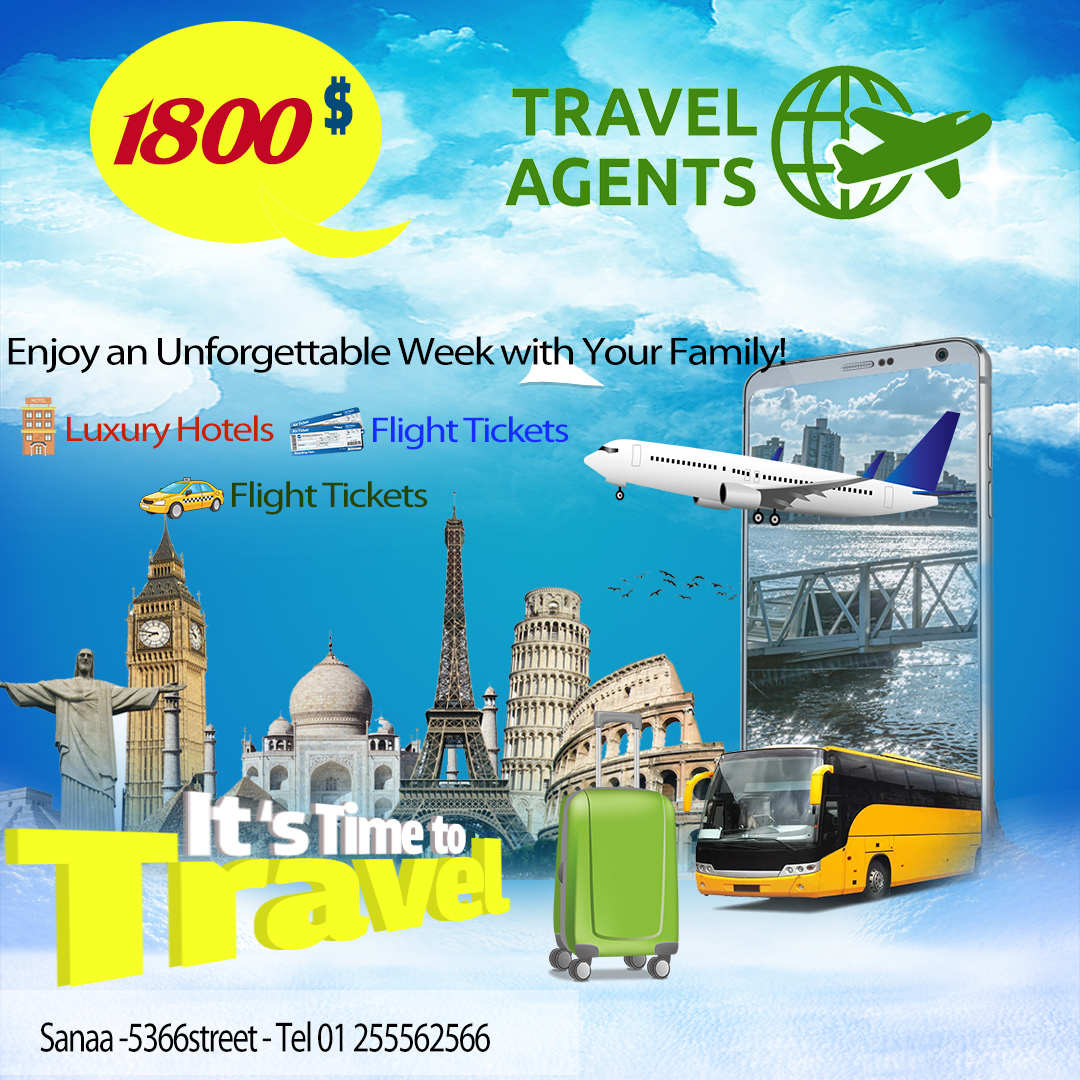 1800 $
TRAVEL
AGENTS
Enjoy an Unforgettable Week with Your Family!
HOTEL
Luxury Hotels
Flight Tickets
Flight Tickets
It's Time to
Travel
Sanaa -5366street - Tel 01 255562566